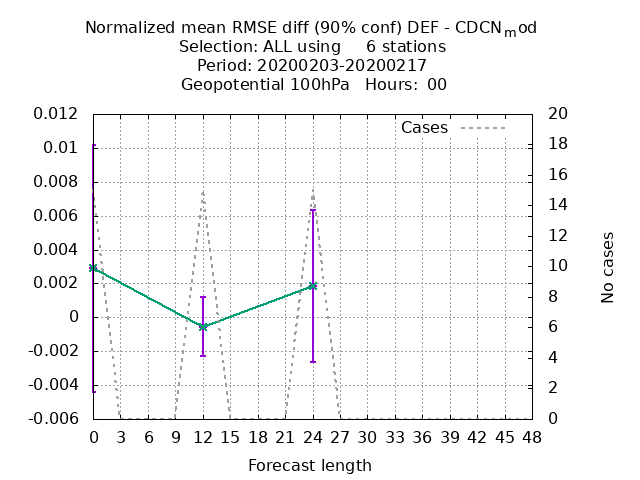 Normalized mean RMSE diff (90% conf) DEF - CDCNmod
Selection: ALL using     6 stations
Period: 20200203-20200217
Geopotential 100hPa   Hours:  00
Cases
0.012
0.01
0.008
0.006
0.004
0.002
0
-0.002
-0.004
-0.006
20
18
16
14
12
10
8
6
4
2
0
No cases
0 3 6 9 12 15 18 21 24 27 30 33 36 39 42 45 48
Forecast length